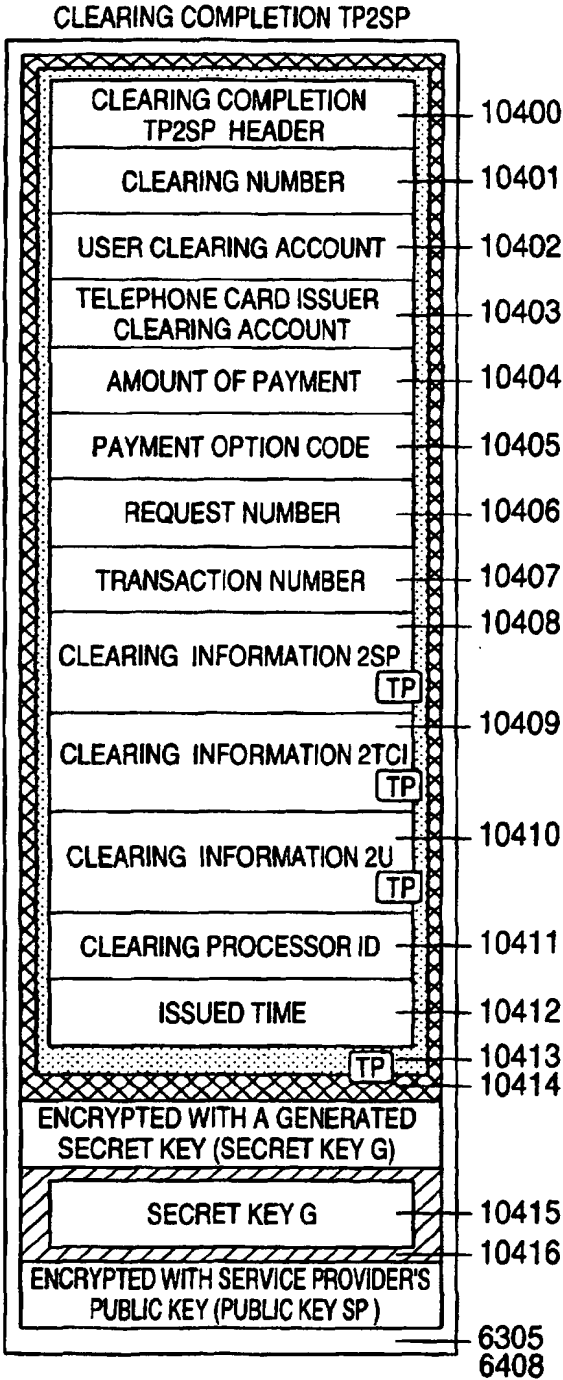 CLEARING COMPLETION TP2SP
CLEARING COMPLETION
TP2SP HEADER
10400
CLEARING NUMBER
10401
USER CLEARING ACCOUNT
10402
TELEPHONE CARD ISSUER
CLEARING ACCOUNT
10403
AMOUNT OF PAYMENT
10404
PAYMENT OPTION CODE
10405
REQUEST NUMBER
10406
TRANSACTION NUMBER
10407
10408
CLEARING INFORMATION 2SP
TP
10409
CLEARING INFORMATION 2TCI
TP
10410
CLEARING INFORMATION 2U
TP
CLEARING PROCESSOR ID
10411
ISSUED TIME
10412
TP
10413
10414
ENCRYPTED WITH A GENERATED
SECRET KEY (SECRET KEY G)
SECRET KEY G
10415
10416
ENCRYPTED WITH SERVICE PROVIDER'S
PUBLIC KEY (PUBLIC KEY SP )
6305
6408